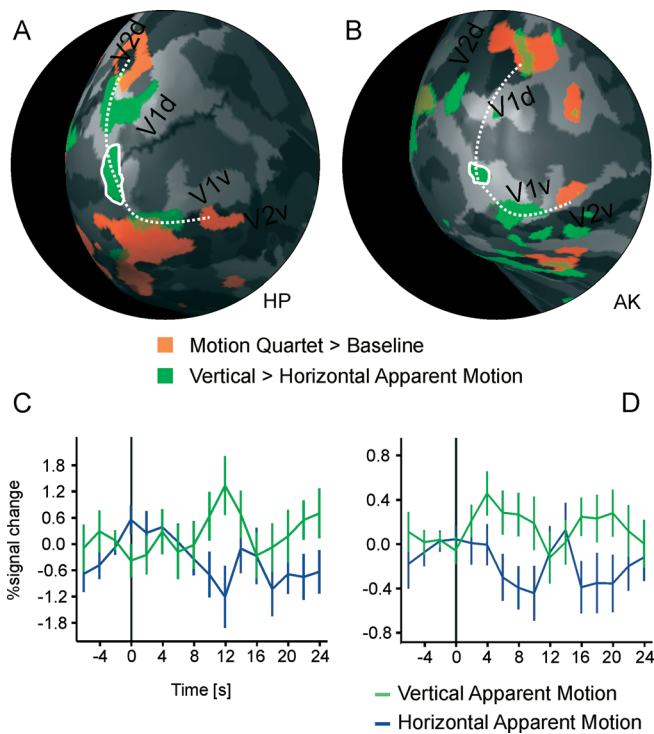 A
B
V2d
V1d
V1v
V2v
HP
V2d
V1d
V1v
V2v
AK
Motion Quartet > Baseline
Vertical > Horizontal Apparent Motion
C
D
%signal change
1.8
1.2
0.6
0.0
-0.6
-1.2
-1.8
-4 0 4 8 12 16 20 24
Time [s]
0.8
0.4
0.0
-0.4
-0.8
-4 0 4 8 12 16 20 24
Vertical Apparent Motion
Horizontal Apparent Motion